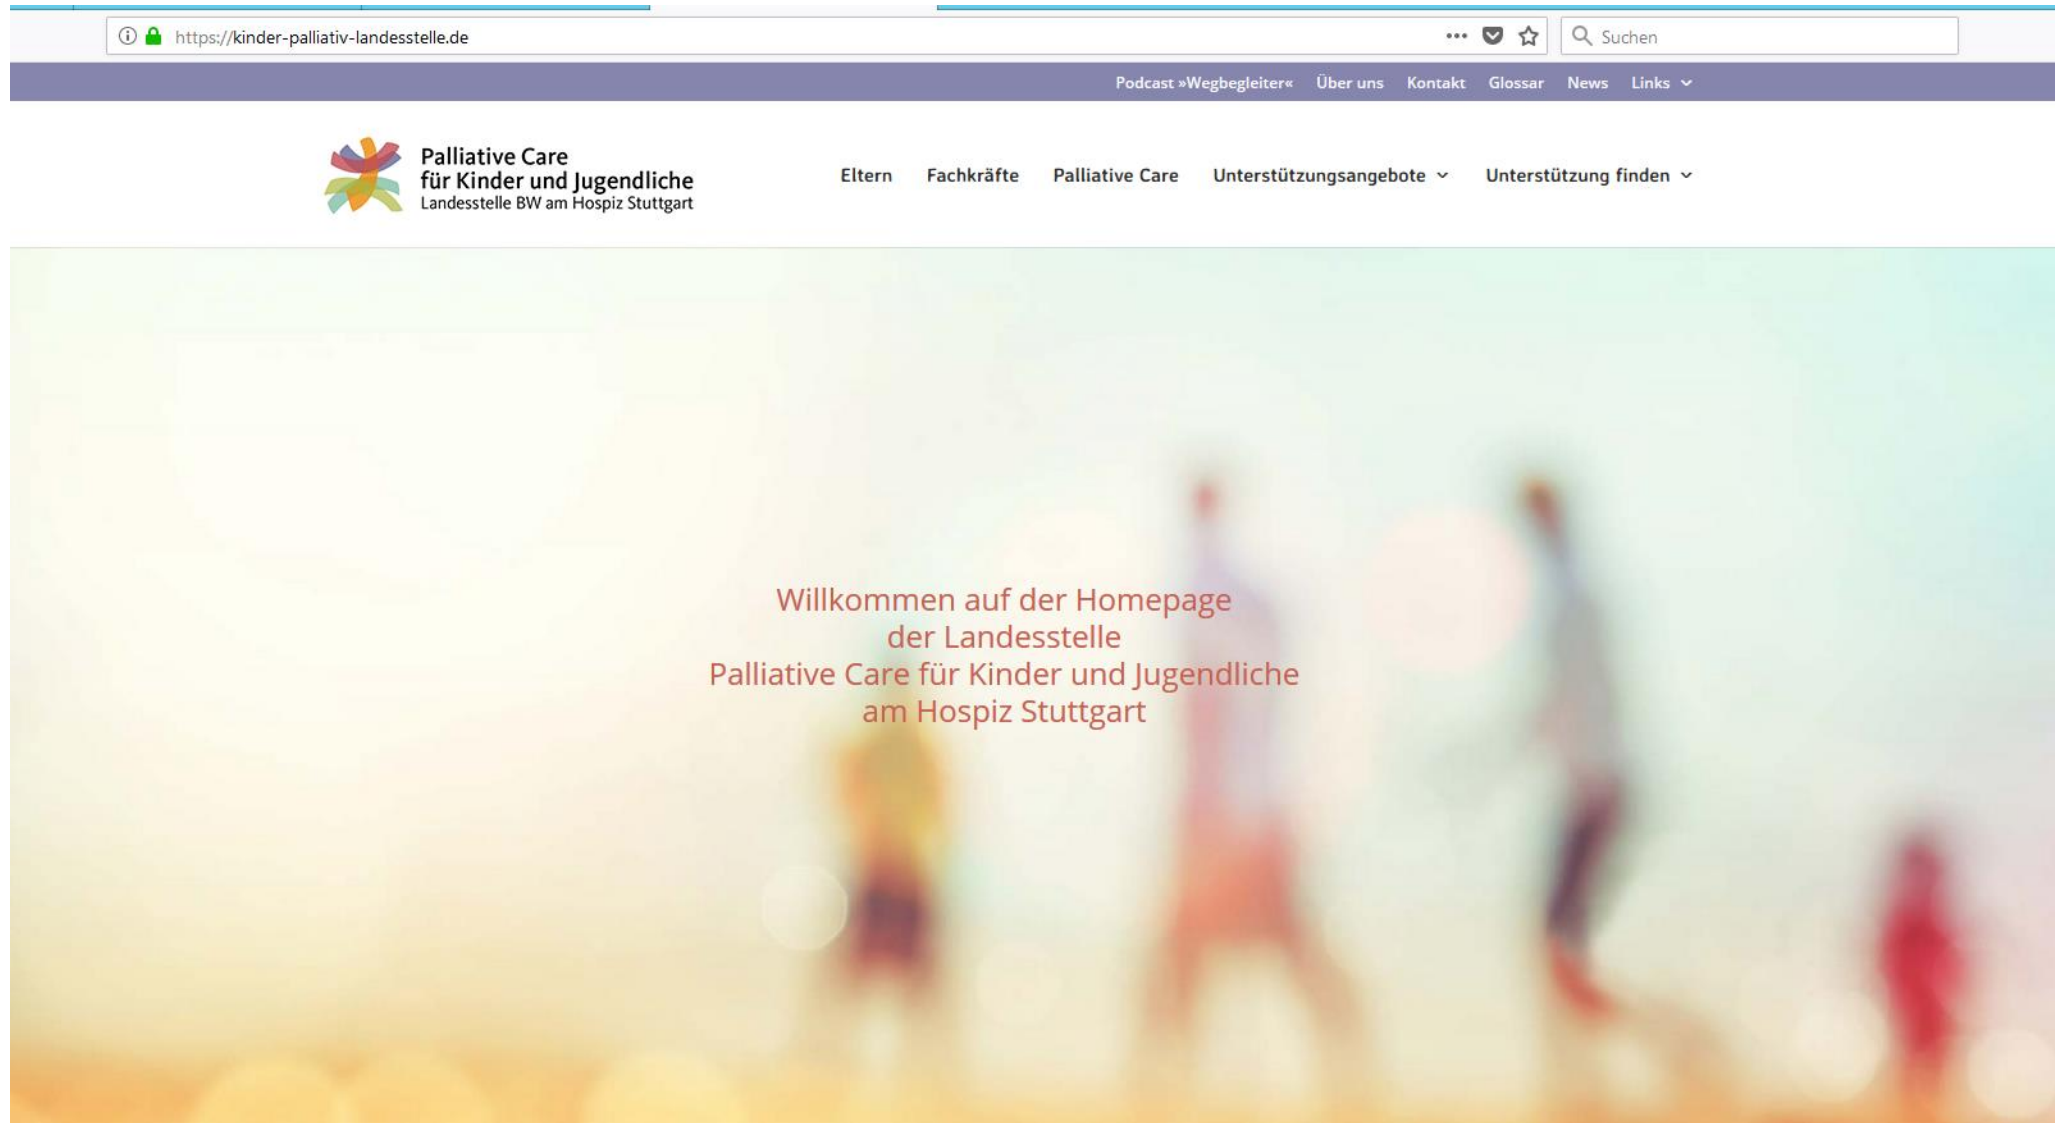 https://kinder-palliativ-landesstelle.de
Suchen
Podcast »Wegbegleiter« Über uns Kontakt Glossar News Links
Palliative Care
für Kinder und Jugendliche
Landesstelle BW am Hospiz Stuttgart
Eltern Fachkräfte Palliative Care Unterstützungsangebote Unterstützung finden
Willkommen auf der Homepage
der Landesstelle
Palliative Care für Kinder und Jugendliche
am Hospiz Stuttgart